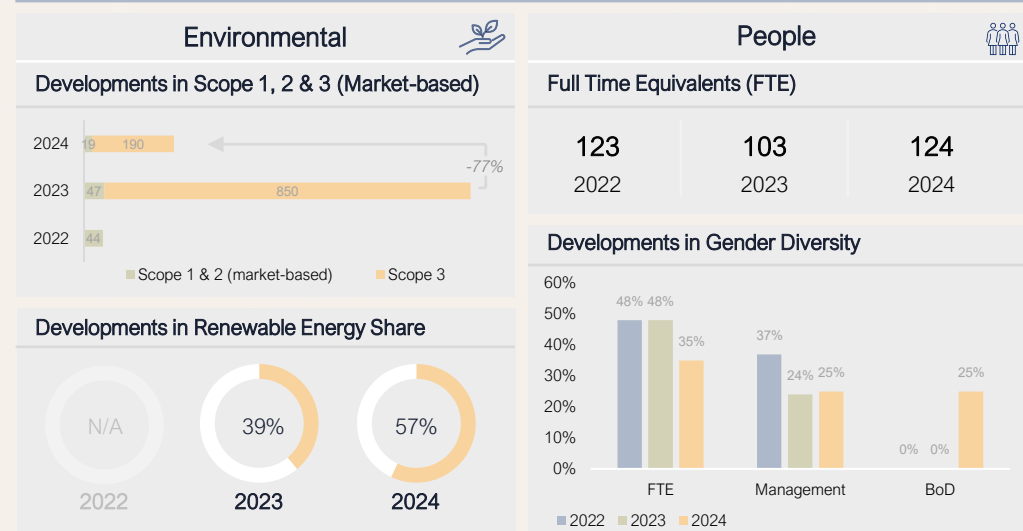 Environmental
Developments in Scope 1, 2 & 3 (Market-based)
2024 19 190
-77%
2023 47 850
2022 44
Scope 1 & 2 (market-based) Scope 3
Developments in Renewable Energy Share
N/A 39% 57%
2022 2023 2024
People
Full Time Equivalents (FTE)
123 103 124
2022 2023 2024
Developments in Gender Diversity
60%
50%
40%
30%
20%
10%
0%
48% 48% 35%
37% 24% 25%
0% 0% 25%
FTE Management BoD
2022 2023 2024